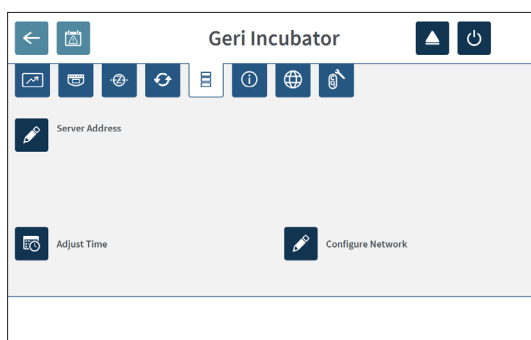 Geri Incubator
Server Address
Adjust Time
Configure Network